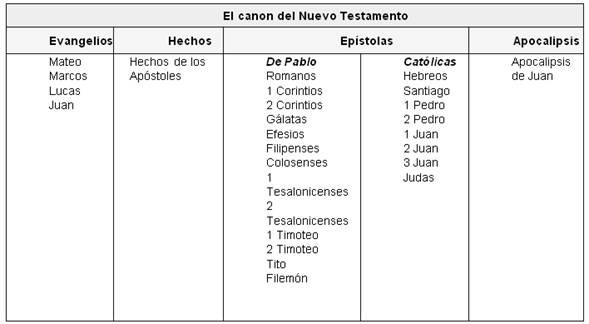 El canon del Nuevo Testamento
Evangelios
Hechos
Epístolas
Apocalipsis
Mateo
Marcos
Lucas
Juan
Hechos de los
Apóstoles
De Pablo
Romanos
1 Corintios
2 Corintios
Gálatas
Efesios
Filipenses
Colosenses
1
Tesalonicenses
2
Tesalonicenses
1 Timoteo
2 Timoteo
Tito
Filemón
Católicas
Hebreos
Santiago
1 Pedro
2 Pedro
1 Juan
2 Juan
3 Juan
Judas
Apocalipsis
de Juan